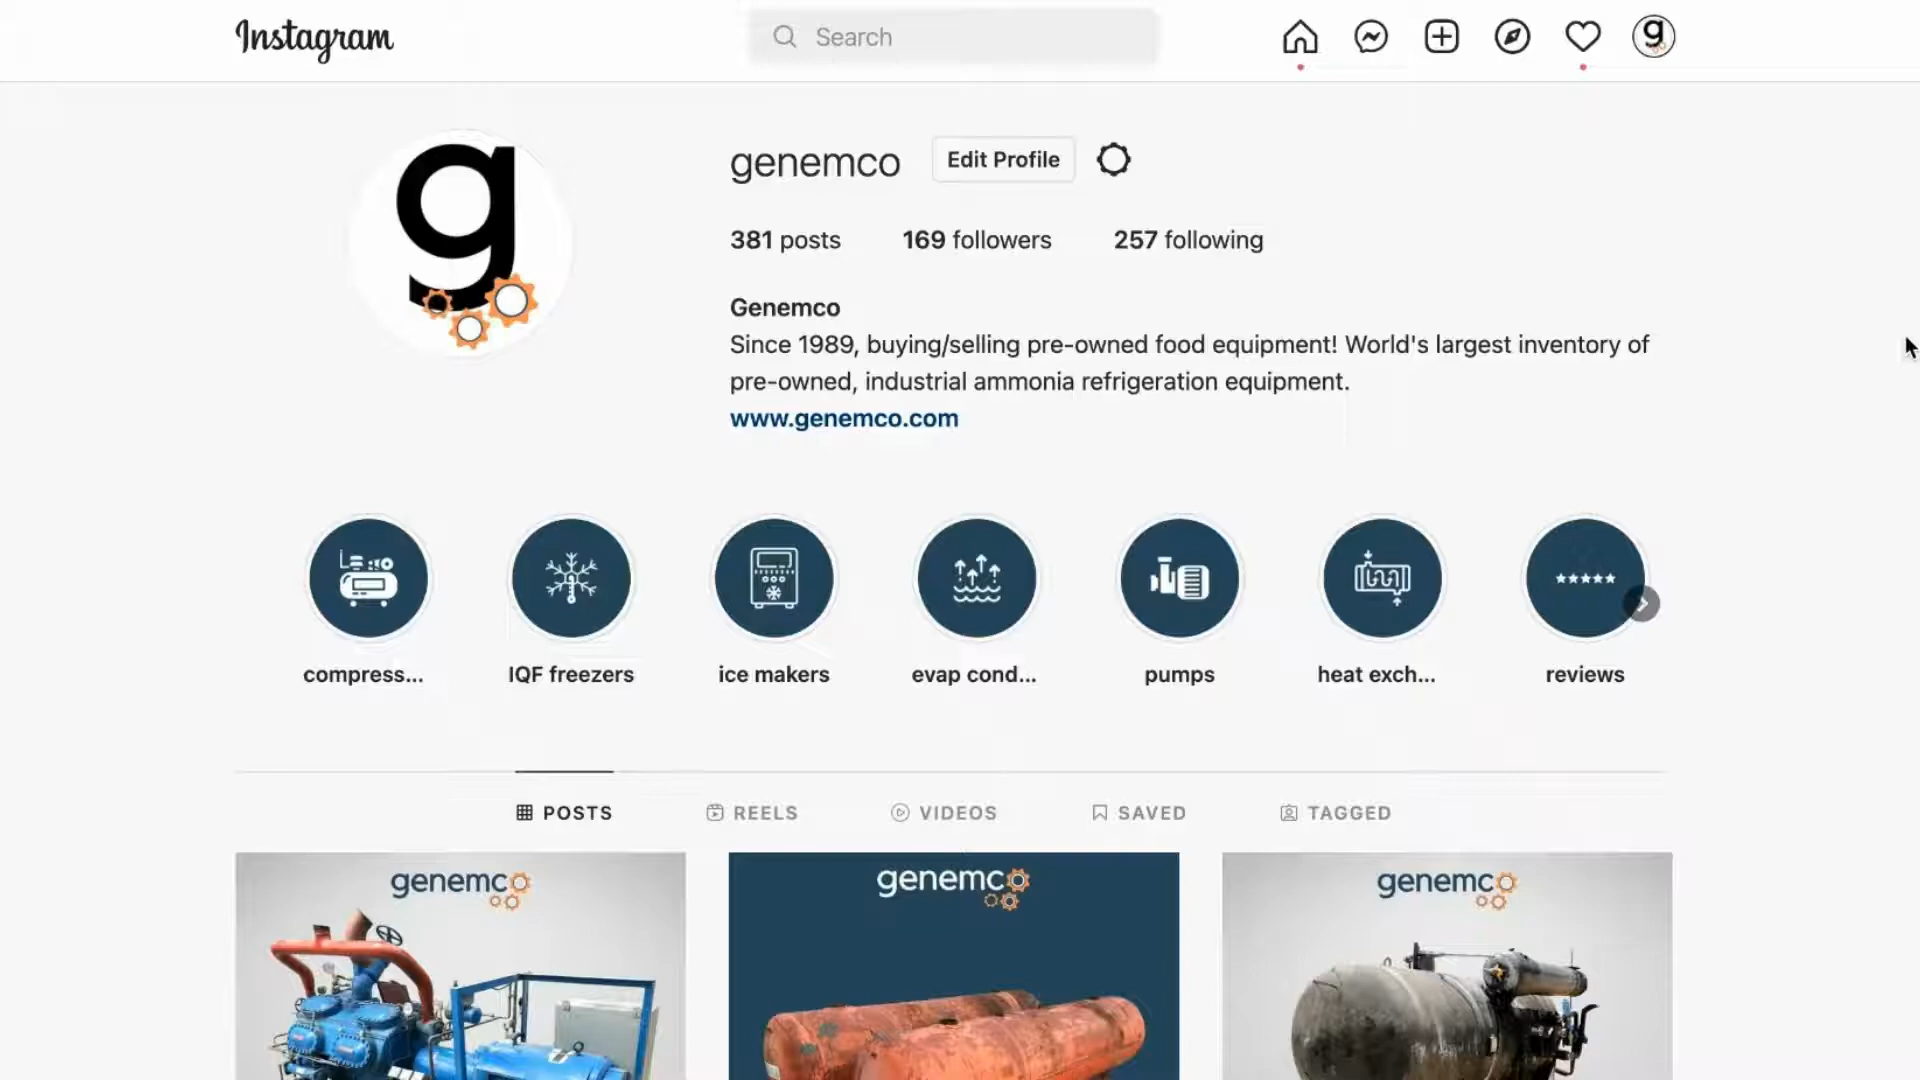 Instagram
Search
g
g
genemco
Edit Profile
381 posts
169 followers
257 following
Genemco
Since 1989, buying/selling pre-owned food equipment! World's largest inventory of
pre-owned, industrial ammonia refrigeration equipment.
www.genemco.com
compress...
IQF freezers
ice makers
evap cond...
pumps
heat exch...
reviews
POSTS
REELS
VIDEOS
SAVED
TAGGED
genemco
genemco
genemco